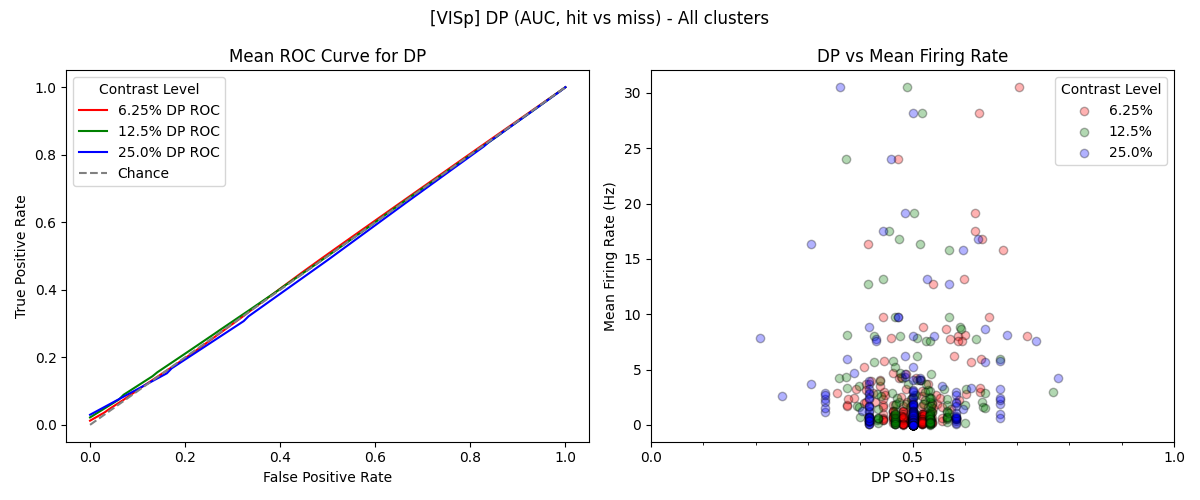 [VISp] DP (AUC, hit vs miss) - All clusters
Mean ROC Curve for DP
Contrast Level
6.25% DP ROC
12.5% DP ROC
25.0% DP ROC
Chance
True Positive Rate
1.0
0.8
0.6
0.4
0.2
0.0
0.0 0.2 0.4 0.6 0.8 1.0
False Positive Rate
DP vs Mean Firing Rate
Contrast Level
6.25%
12.5%
25.0%
Mean Firing Rate (Hz)
30
25
20
15
10
5
0
0.0 0.5 1.0
DP SO+0.1s